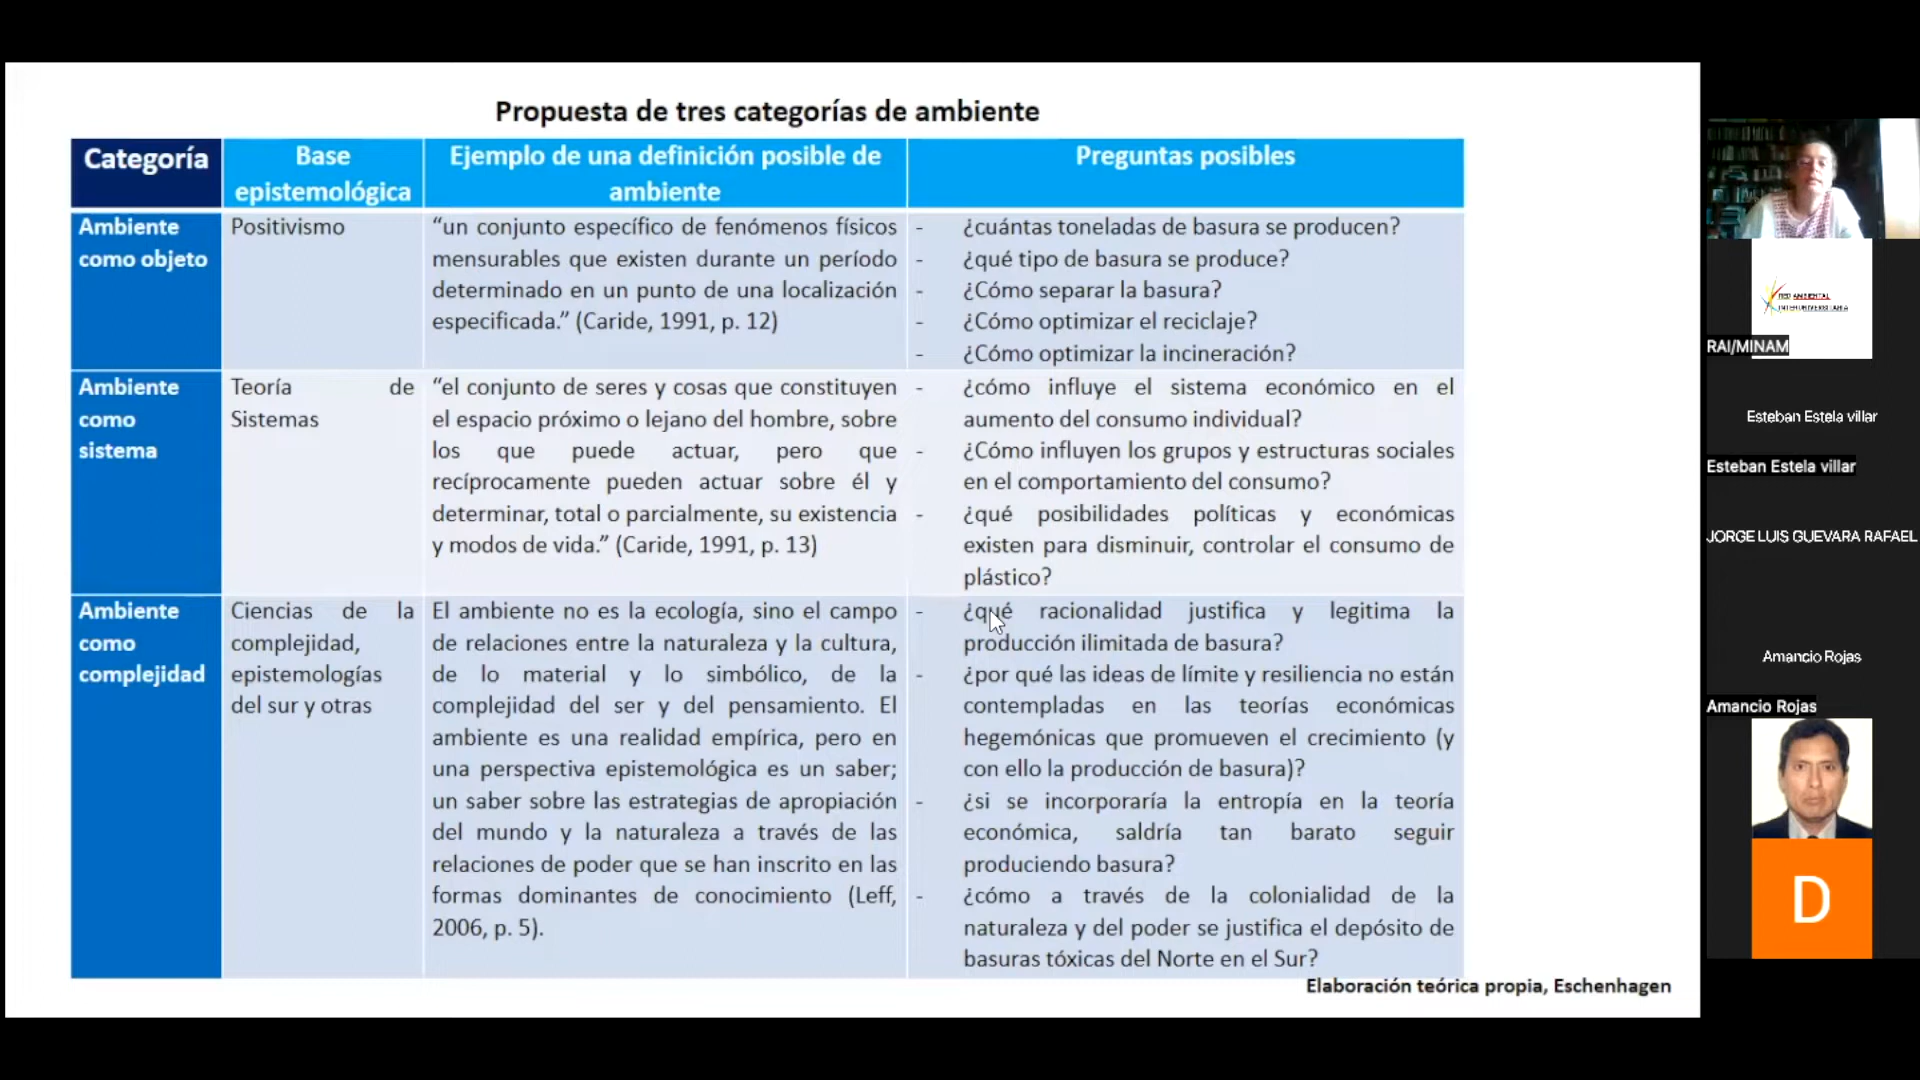 Propuesta de tres categorías de ambiente
Categoría
Base
epistemológica
Ejemplo de una definición posible de
ambiente
Preguntas posibles
Ambiente
como objeto
Positivismo
“un conjunto específico de fenómenos físicos
mensurables que existen durante un período
determinado en un punto de una localización
especificada.” (Caride, 1991, p. 12)
- ¿cuántas toneladas de basura se producen?
- ¿qué tipo de basura se produce?
- ¿Cómo separar la basura?
- ¿Cómo optimizar el reciclaje?
- ¿Cómo optimizar la incineración?
Ambiente
como
sistema
Teoría de
Sistemas
“el conjunto de seres y cosas que constituyen
el espacio próximo o lejano del hombre, sobre
los que puede actuar, pero que
recíprocamente pueden actuar sobre él y
determinar, total o parcialmente, su existencia
y modos de vida.” (Caride, 1991, p. 13)
- ¿cómo influye el sistema económico en el
aumento del consumo individual?
- ¿Cómo influyen los grupos y estructuras sociales
en el comportamiento del consumo?
- ¿qué posibilidades políticas y económicas
existen para disminuir, controlar el consumo de
plástico?
Ambiente
como
complejidad
Ciencias de la
complejidad,
epistemologías
del sur y otras
El ambiente no es la ecología, sino el campo
de relaciones entre la naturaleza y la cultura,
de lo material y lo simbólico, de la
complejidad del ser y del pensamiento. El
ambiente es una realidad empírica, pero en
una perspectiva epistemológica es un saber;
un saber sobre las estrategias de apropiación
del mundo y la naturaleza a través de las
relaciones de poder que se han inscrito en las
formas dominantes de conocimiento (Leff,
2006, p. 5).
- ¿qué racionalidad justifica y legitima la
producción ilimitada de basura?
- ¿por qué las ideas de límite y resiliencia no están
contempladas en las teorías económicas
hegemónicas que promueven el crecimiento (y
con ello la producción de basura)?
- ¿si se incorporaría la entropía en la teoría
económica, saldría tan barato seguir
produciendo basura?
- ¿cómo a través de la colonialidad de la
naturaleza y del poder se justifica el depósito de
basuras tóxicas del Norte en el Sur?
Elaboración teórica propia, Eschenhagen
RED AMBIENTAL
INTERUNIVERSITARIA
RAI/MINAM
Esteban Estela villar
Esteban Estela villar
JORGE LUIS GUEVARA RAFAEL
Amancio Rojas
Amancio Rojas
D